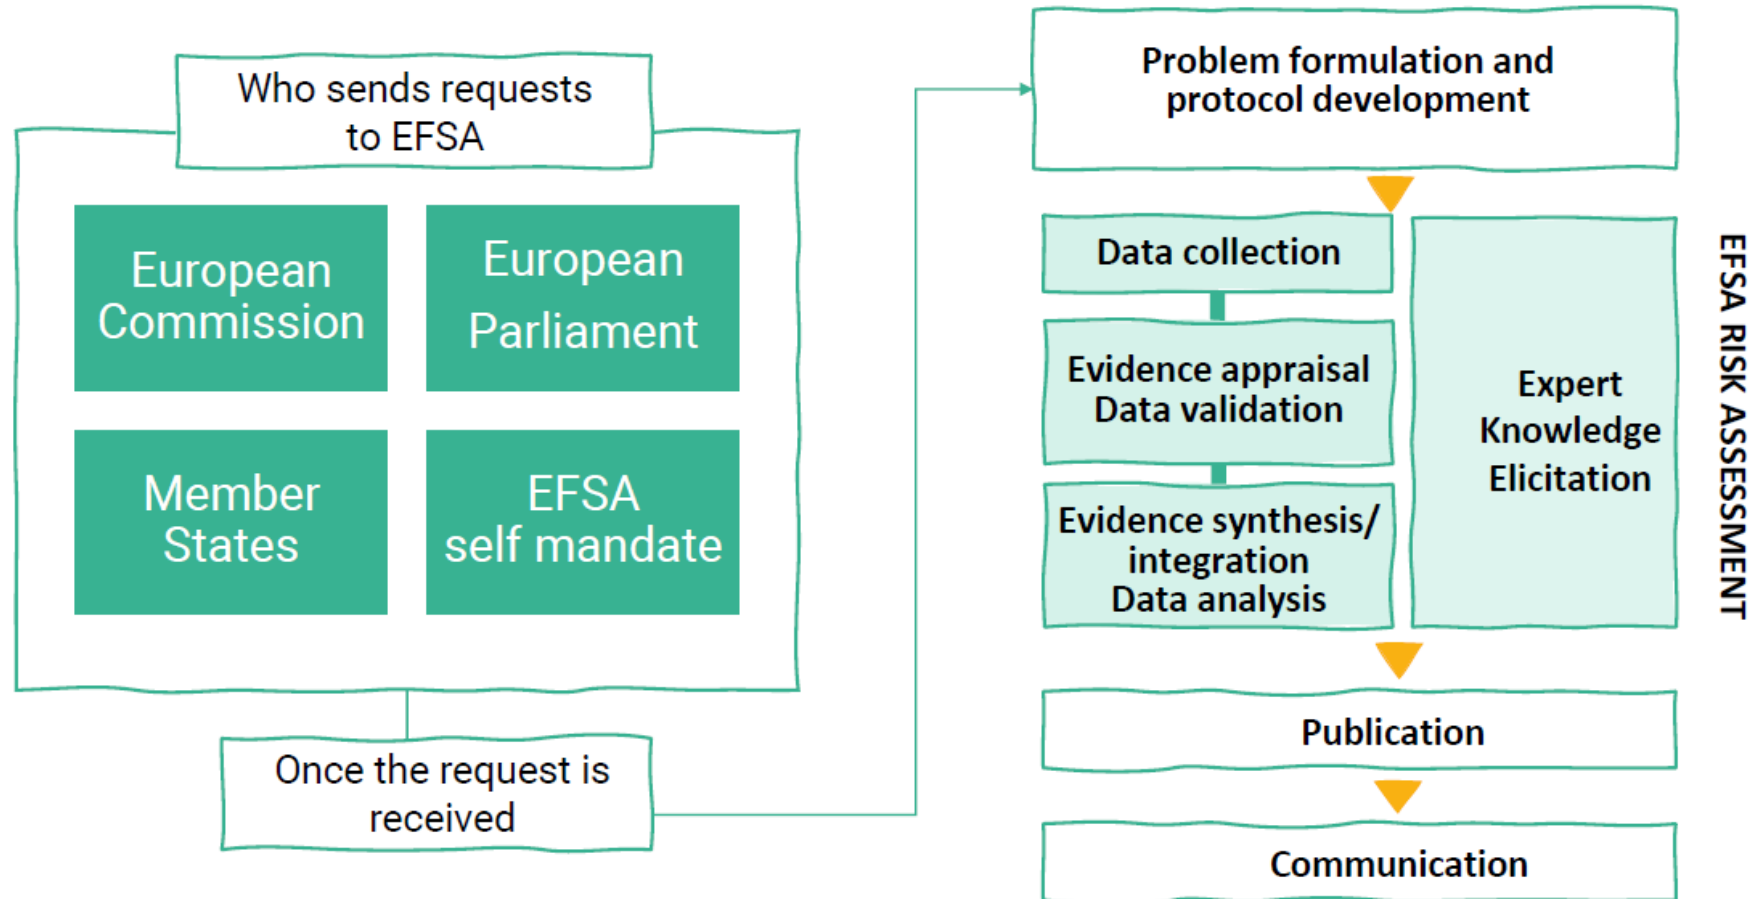 Who sends requests
to EFSA
European
Commission
European
Parliament
Member
States
EFSA
self mandate
Once the request is
received
Problem formulation and
protocol development
Data collection
Evidence appraisal
Data validation
Evidence synthesis/
integration
Data analysis
Expert
Knowledge
Elicitation
EFSA RISK ASSESSMENT
Publication
Communication